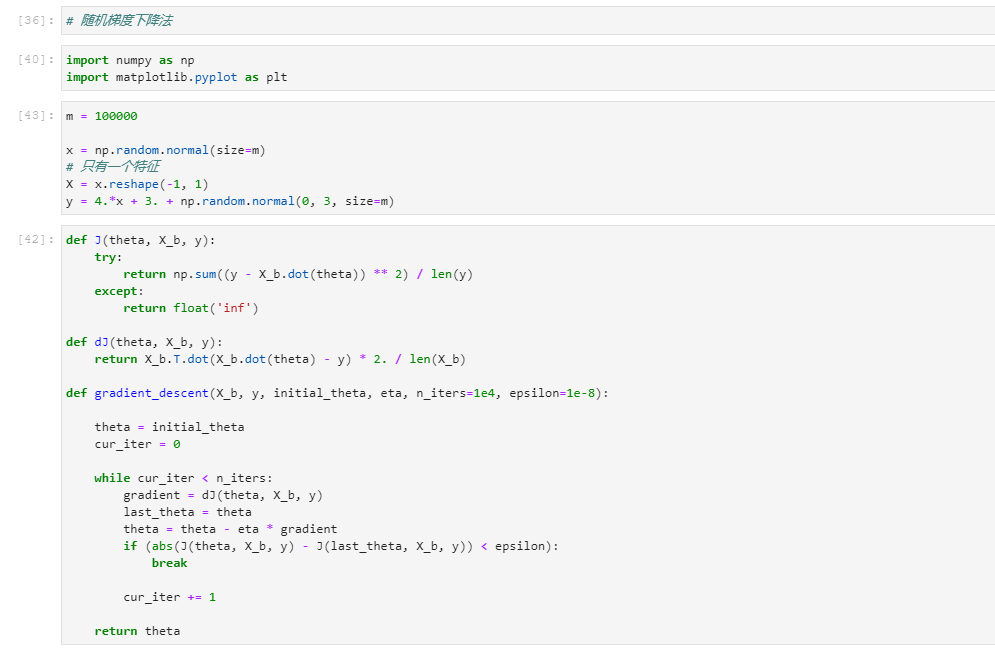 [36]: # 随机梯度下降法
[40]: import numpy as np
import matplotlib.pyplot as plt
[43]: m = 100000
x = np.random.normal(size=m)
# 只有一个特征
X = x.reshape(-1, 1)
y = 4.*x + 3. + np.random.normal(0, 3, size=m)
[42]: def J(theta, X_b, y):
    try:
        return np.sum((y - X_b.dot(theta)) ** 2) / len(y)
    except:
        return float('inf')
def dJ(theta, X_b, y):
    return X_b.T.dot(X_b.dot(theta) - y) * 2. / len(X_b)
def gradient_descent(X_b, y, initial_theta, eta, n_iters=1e4, epsilon=1e-8):
    theta = initial_theta
    cur_iter = 0
    while cur_iter < n_iters:
        gradient = dJ(theta, X_b, y)
        last_theta = theta
        theta = theta - eta * gradient
        if (abs(J(theta, X_b, y) - J(last_theta, X_b, y)) < epsilon):
            break
        cur_iter += 1
    return theta